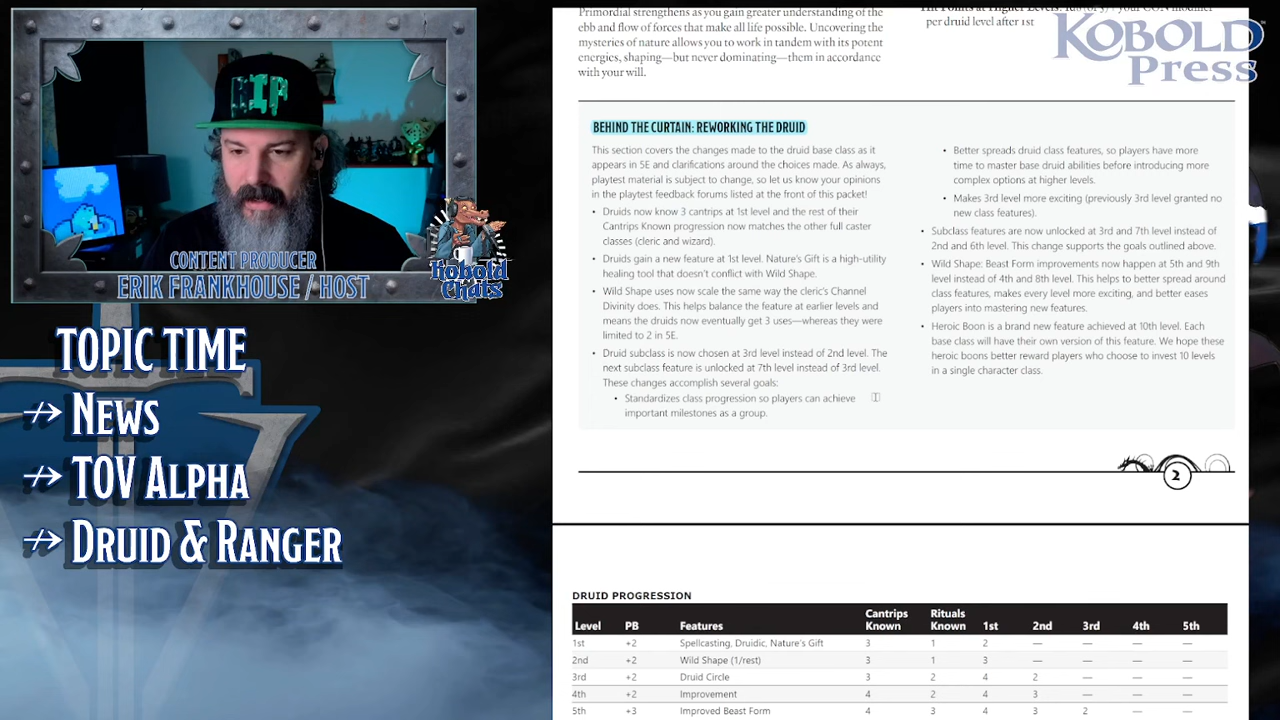 RIP
CONTENT PRODUCER
ERIK FRANKHOUSE / HOST
Kobold
Chats
TOPIC TIME
News
TOV Alpha
Druid & Ranger
Kobold
Press
Primordial strengthens as you gain greater understanding of the
ebb and flow of forces that make all life possible. Uncovering the
mysteries of nature allows you to work in tandem with its potent
energies, shaping—but never dominating—them in accordance
with your will.
per druid level after 1st
BEHIND THE CURTAIN: REWORKING THE DRUID
This section covers the changes made to the druid base class as it
appears in 5E and clarifications around the choices made. As always,
playtest material is subject to change, so let us know your opinions
in the playtest feedback forums listed at the front of this packet!
• Druids now know 3 cantrips at 1st level and the rest of their
Cantrips Known progression now matches the other full caster
classes (cleric and wizard).
• Druids gain a new feature at 1st level. Nature's Gift is a high-utility
healing tool that doesn't conflict with Wild Shape.
• Wild Shape uses now scale the same way the cleric's Channel
Divinity does. This helps balance the feature at earlier levels and
means the druids now eventually get 3 uses—whereas they were
limited to 2 in 5E.
• Druid subclass is now chosen at 3rd level instead of 2nd level. The
next subclass feature is unlocked at 7th level instead of 3rd level.
These changes accomplish several goals:
• Standardizes class progression so players can achieve
important milestones as a group.
• Better spreads druid class features, so players have more
time to master base druid abilities before introducing more
complex options at higher levels.
• Makes 3rd level more exciting (previously 3rd level granted no
new class features).
• Subclass features are now unlocked at 3rd and 7th level instead of
2nd and 6th level. This change supports the goals outlined above.
• Wild Shape: Beast Form improvements now happen at 5th and 9th
level instead of 4th and 8th level. This helps to better spread around
class features, makes every level more exciting, and better eases
players into mastering new features.
• Heroic Boon is a brand new feature achieved at 10th level. Each
base class will have their own version of this feature. We hope these
heroic boons better reward players who choose to invest 10 levels
in a single character class.
2
DRUID PROGRESSION
Level PB Features Cantrips Known Rituals Known 1st 2nd 3rd 4th 5th
1st +2 Spellcasting, Druidic, Nature's Gift 3 1 2 — — — —
2nd +2 Wild Shape (1/rest) 3 1 3 — — — —
3rd +2 Druid Circle 3 2 4 2 — — —
4th +2 Improvement 4 2 4 3 — — —
5th +3 Improved Beast Form 4 3 4 3 2 — —